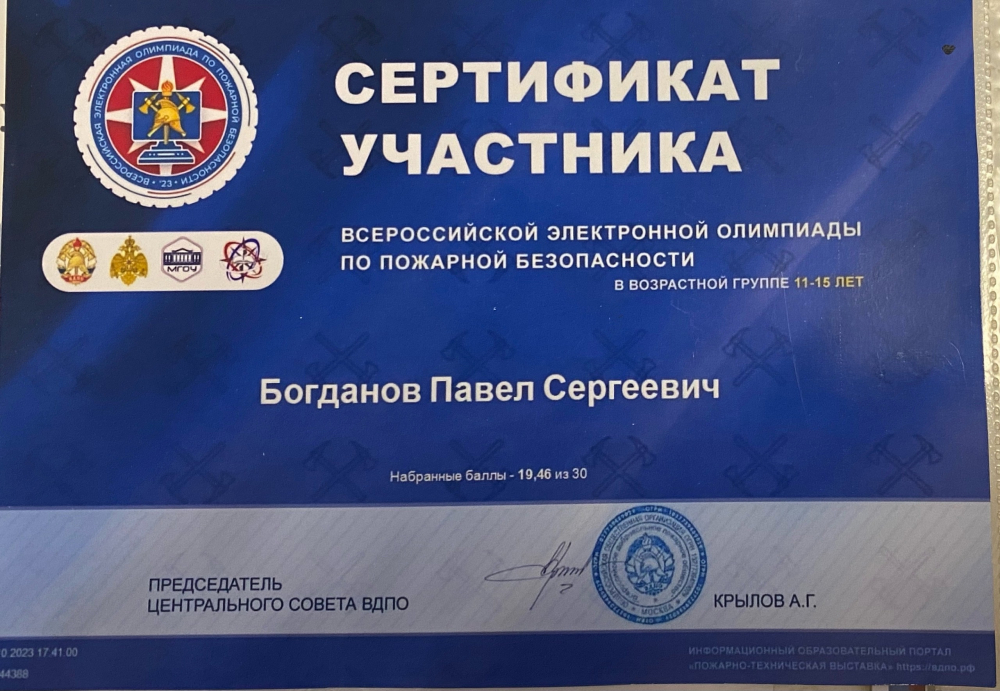 ВСЕРОССИЙСКАЯ ЭЛЕКТРОННАЯ ОЛИМПИАДА ПО ПОЖАРНОЙ БЕЗОПАСНОСТИ
• '23 •
СЕРТИФИКАТ
УЧАСТНИКА
МГОУ
ВСЕРОССИЙСКОЙ ЭЛЕКТРОННОЙ ОЛИМПИАДЫ
ПО ПОЖАРНОЙ БЕЗОПАСНОСТИ
В ВОЗРАСТНОЙ ГРУППЕ 11-15 ЛЕТ
Богданов Павел Сергеевич
Набранные баллы - 19,46 из 30
ПРЕДСЕДАТЕЛЬ
ЦЕНТРАЛЬНОГО СОВЕТА ВДПО
МОСКВА
КРЫЛОВ А.Г.
0 2023 17.41.00
44388
ИНФОРМАЦИОННЫЙ ОБРАЗОВАТЕЛЬНЫЙ ПОРТАЛ
«ПОЖАРНО-ТЕХНИЧЕСКАЯ ВЫСТАВКА» https://вдпо.рф